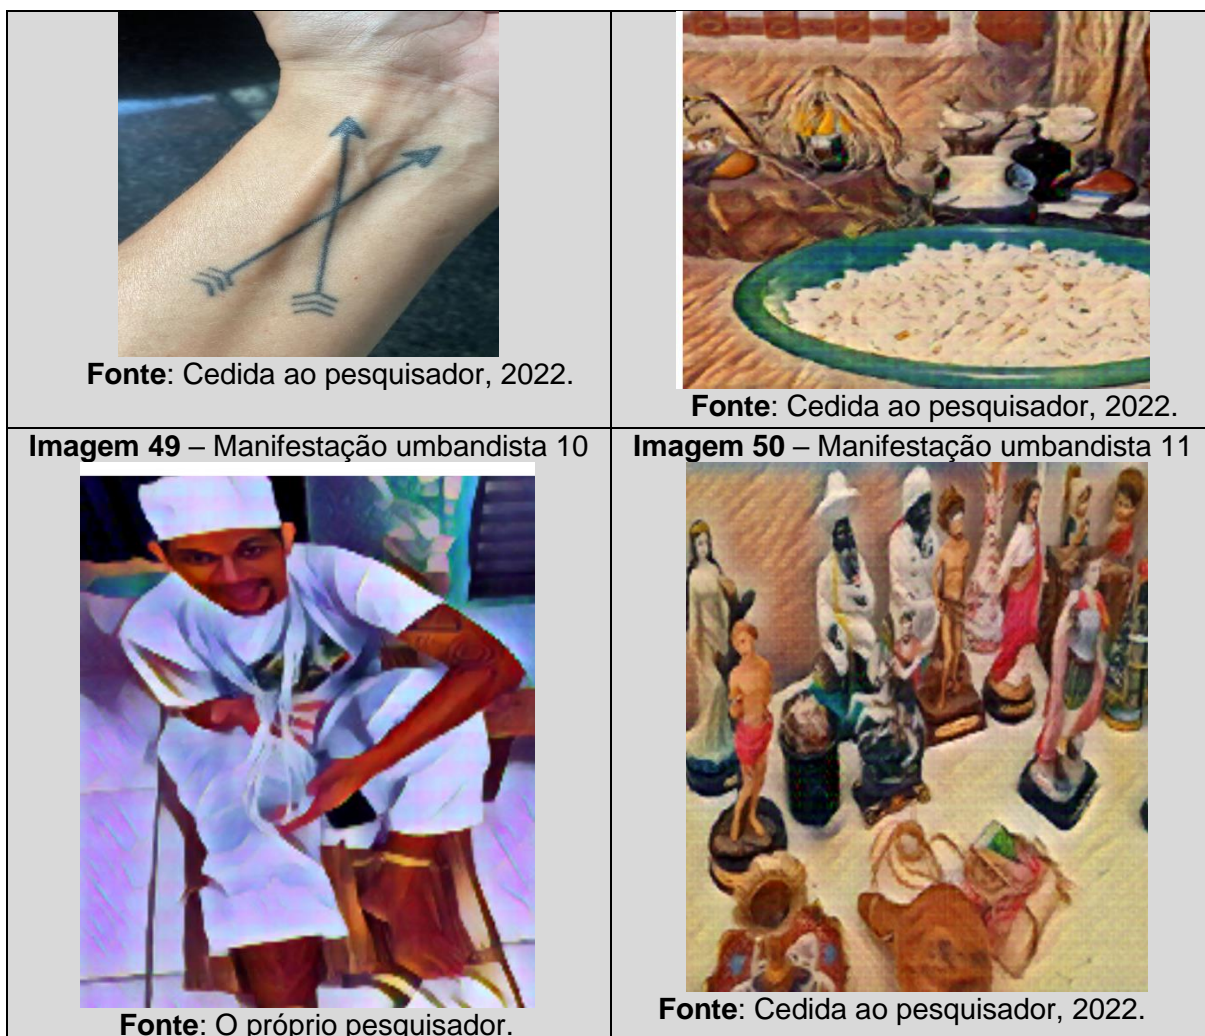 Fonte: Cedida ao pesquisador, 2022.
Fonte: Cedida ao pesquisador, 2022.
Imagem 49 – Manifestação umbandista 10
Imagem 50 – Manifestação umbandista 11
Fonte: O próprio pesquisador.
Fonte: Cedida ao pesquisador, 2022.